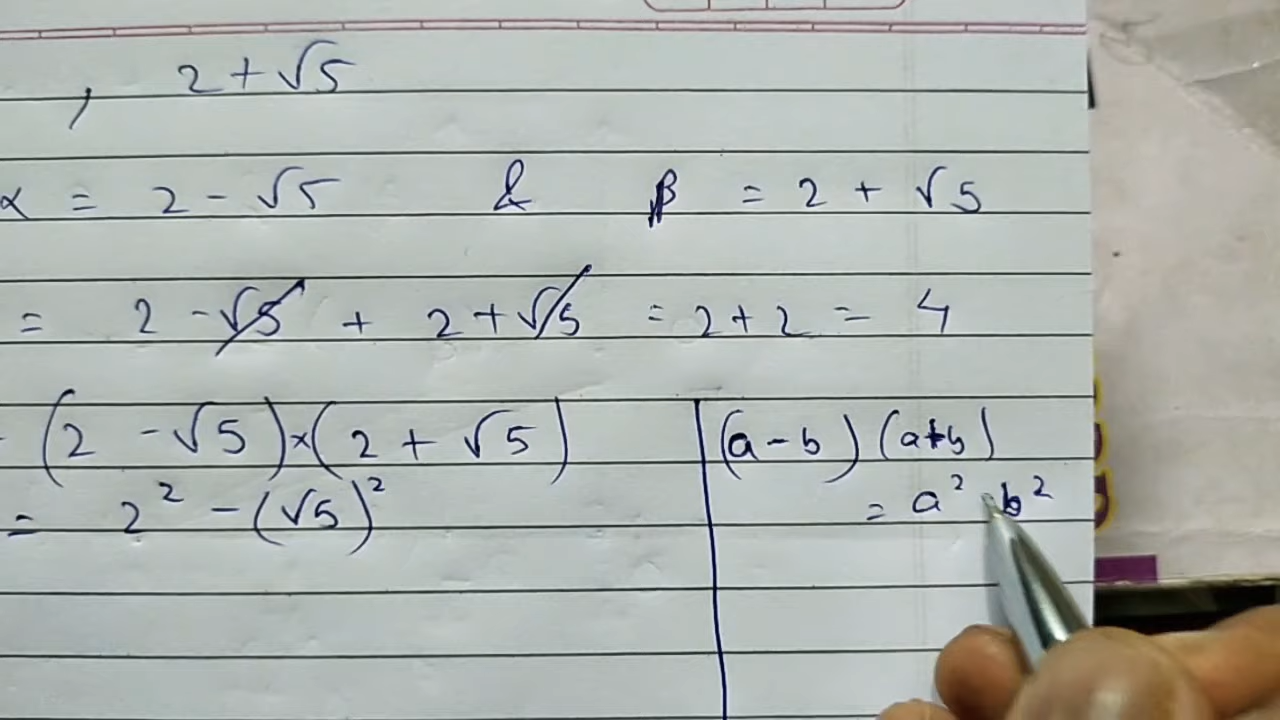 , 2 + √5
α = 2 - √5 & β = 2 + √5
= 2 - √5 + 2 + √5 = 2 + 2 = 4
(2 - √5) × (2 + √5)
= 2² - (√5)²
(a - b) (a + b)
= a² - b²